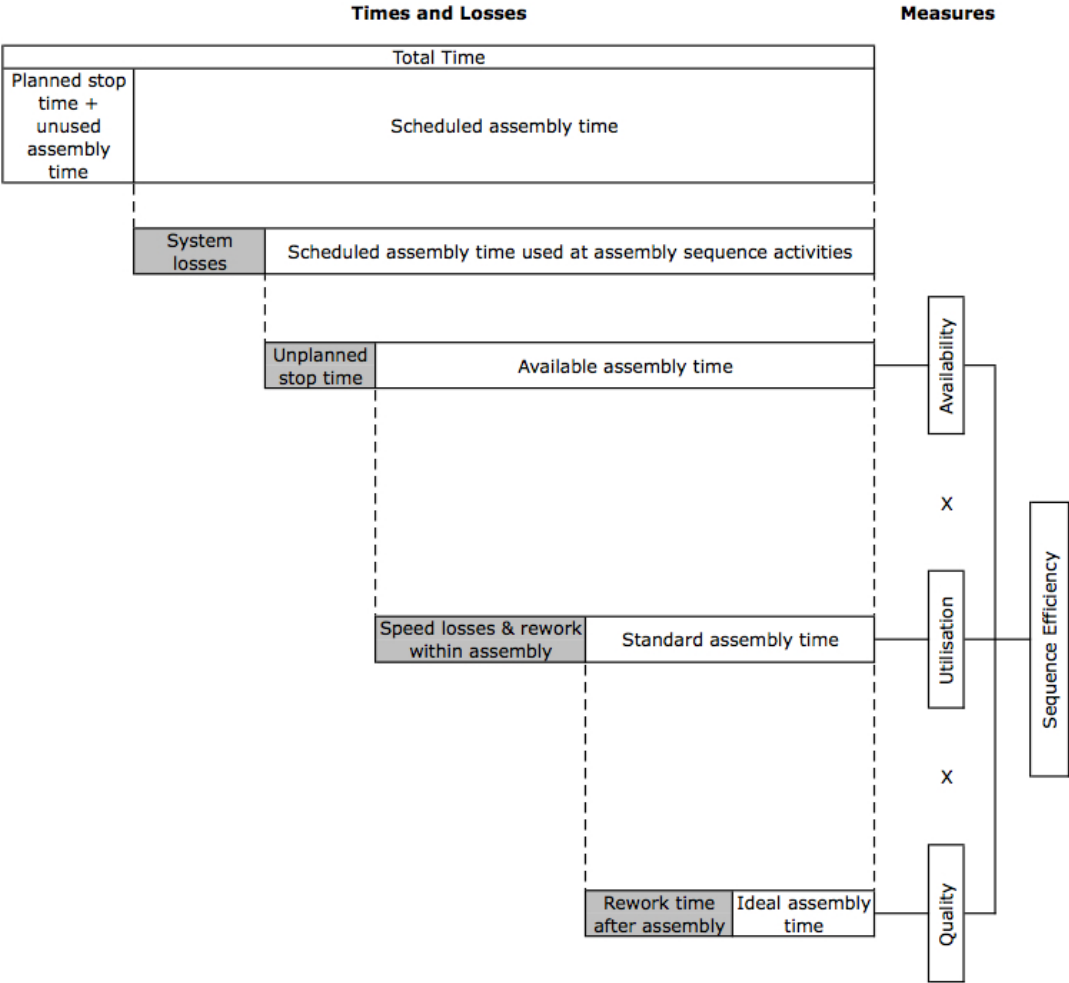 Times and Losses
Measures
Total Time
Planned stop
time +
unused
assembly
time
Scheduled assembly time
System
losses
Scheduled assembly time used at assembly sequence activities
Unplanned
stop time
Available assembly time
Availability
X
Speed losses & rework
within assembly
Standard assembly time
Utilisation
Sequence Efficiency
X
Rework time
after assembly
Ideal assembly
time
Quality